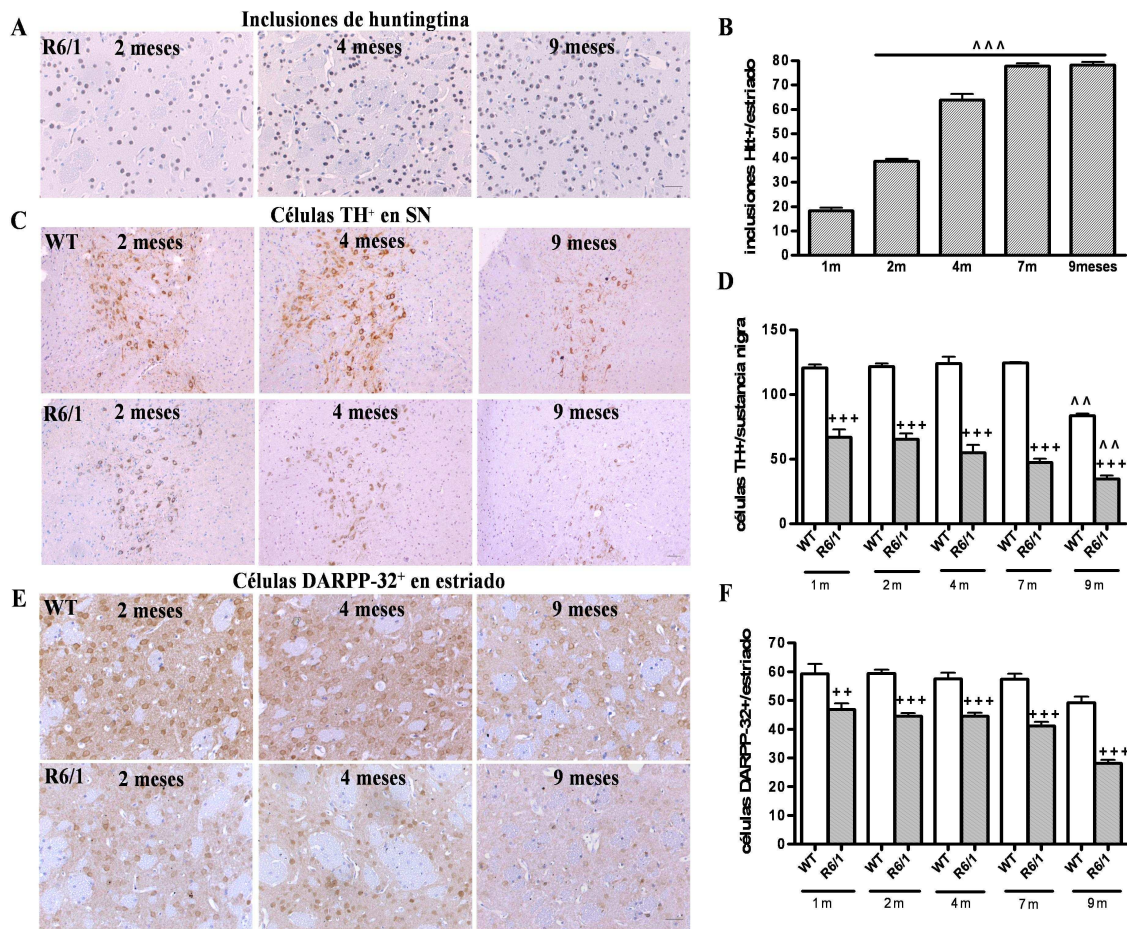 A
Inclusiones de huntingtina
R6/1
2 meses
4 meses
9 meses
B
^^^
inclusiones Htt+/estriado
80
70
60
50
40
30
20
10
0
1m
2m
4m
7m
9meses
C
Células TH+ en SN
WT
2 meses
4 meses
9 meses
R6/1
2 meses
4 meses
9 meses
D
células TH+/sustancia nigra
150
100
50
0
+++
+++
+++
+++
^^
^^
+++
WT R6/1 WT R6/1 WT R6/1 WT R6/1 WT R6/1
1 m
2 m
4 m
7 m
9 m
E
Células DARPP-32+ en estriado
WT
2 meses
4 meses
9 meses
R6/1
2 meses
4 meses
9 meses
F
células DARPP-32+/estriado
70
60
50
40
30
20
10
0
++
+++
+++
+++
+++
WT R6/1 WT R6/1 WT R6/1 WT R6/1 WT R6/1
1 m
2 m
4 m
7 m
9 m